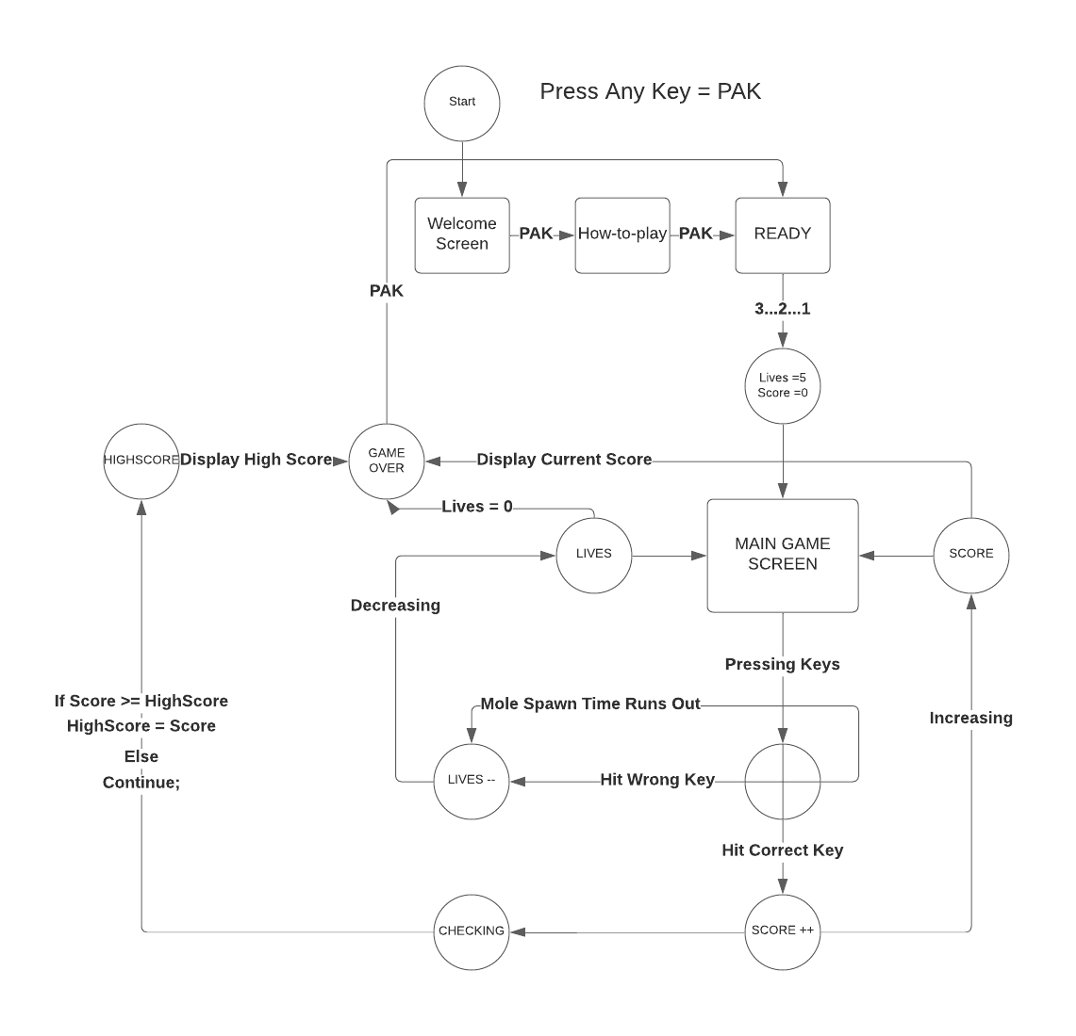 Start
Press Any Key = PAK
Welcome
Screen
PAK
How-to-play
PAK
READY
PAK
3...2...1
Lives =5
Score =0
HIGHSCORE
Display High Score
GAME
OVER
Display Current Score
Lives = 0
LIVES
MAIN GAME
SCREEN
SCORE
Decreasing
Pressing Keys
If Score >= HighScore
HighScore = Score
Else
Continue;
Mole Spawn Time Runs Out
Increasing
LIVES --
Hit Wrong Key
Hit Correct Key
CHECKING
SCORE ++